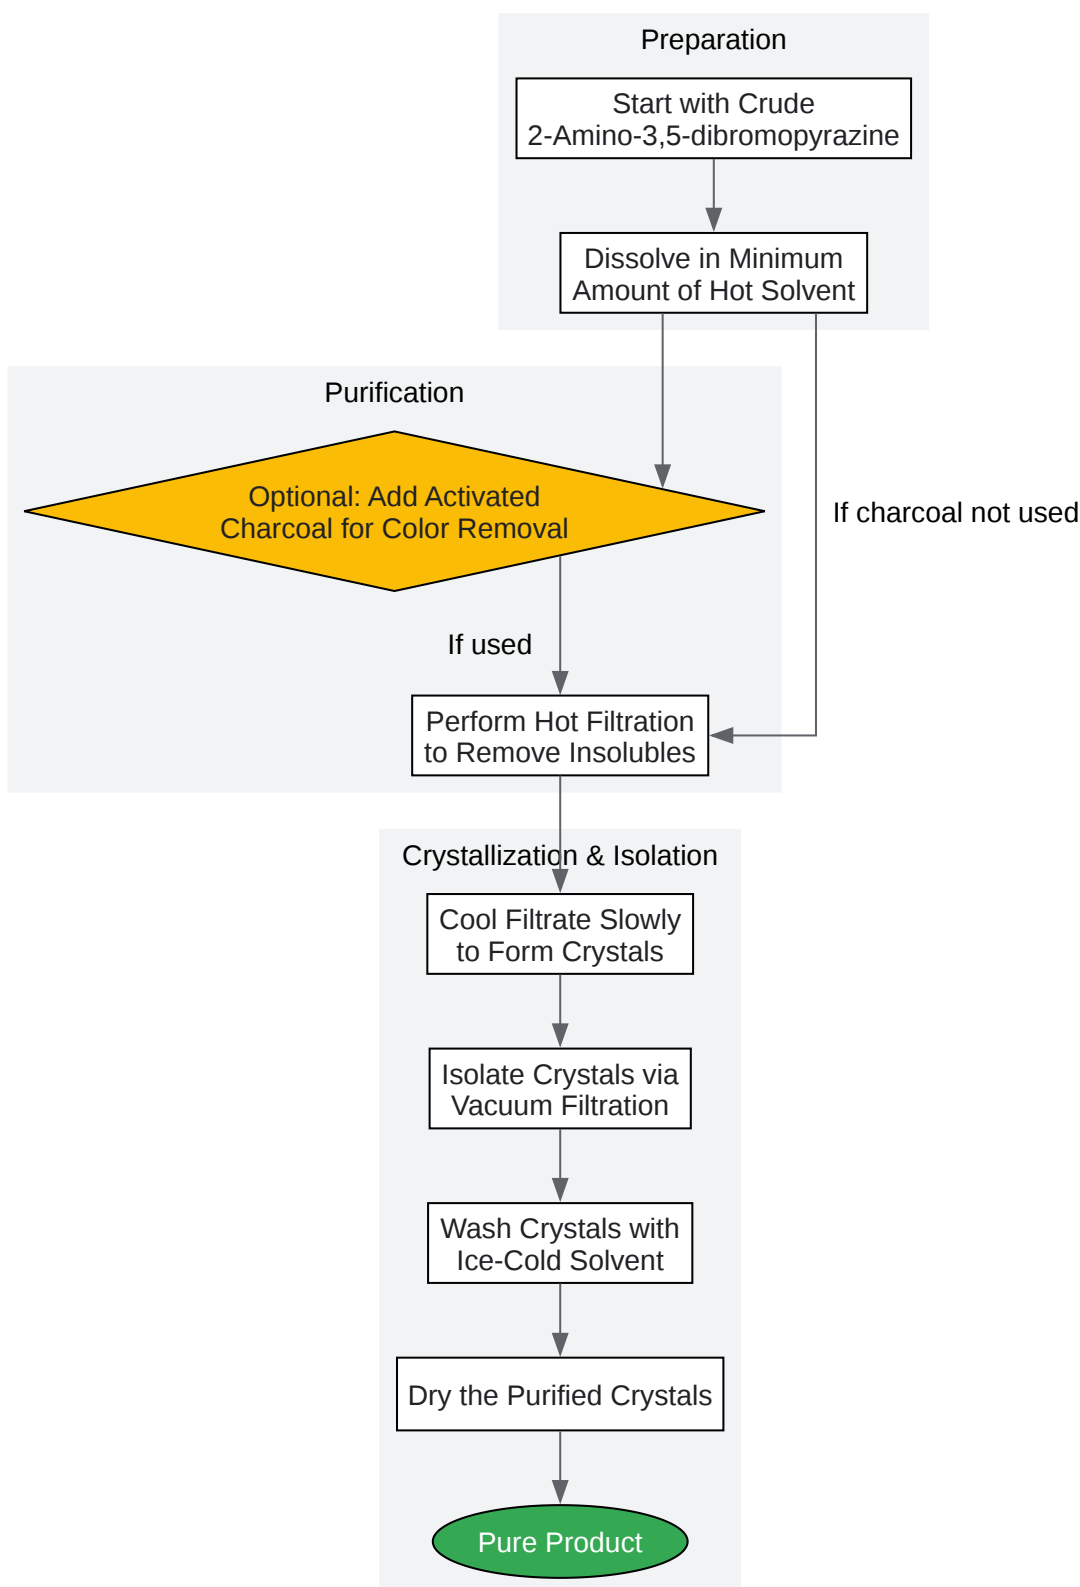 Preparation
Start with Crude
2-Amino-3,5-dibromopyrazine
Dissolve in Minimum
Amount of Hot Solvent
Purification
Optional: Add Activated
Charcoal for Color Removal
If charcoal not used
If used
Perform Hot Filtration
to Remove Insolubles
Crystallization & Isolation
Cool Filtrate Slowly
to Form Crystals
Isolate Crystals via
Vacuum Filtration
Wash Crystals with
Ice-Cold Solvent
Dry the Purified Crystals
Pure Product